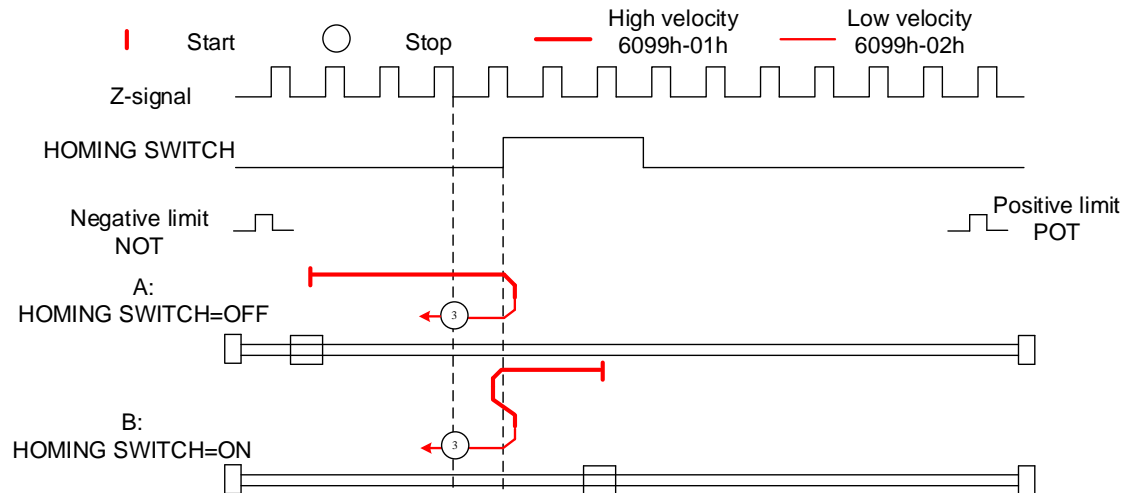 Start
Stop
High velocity
6099h-01h
Low velocity
6099h-02h
Z-signal
HOMING SWITCH
Negative limit
NOT
Positive limit
POT
A:
HOMING SWITCH=OFF
3
B:
HOMING SWITCH=ON
3